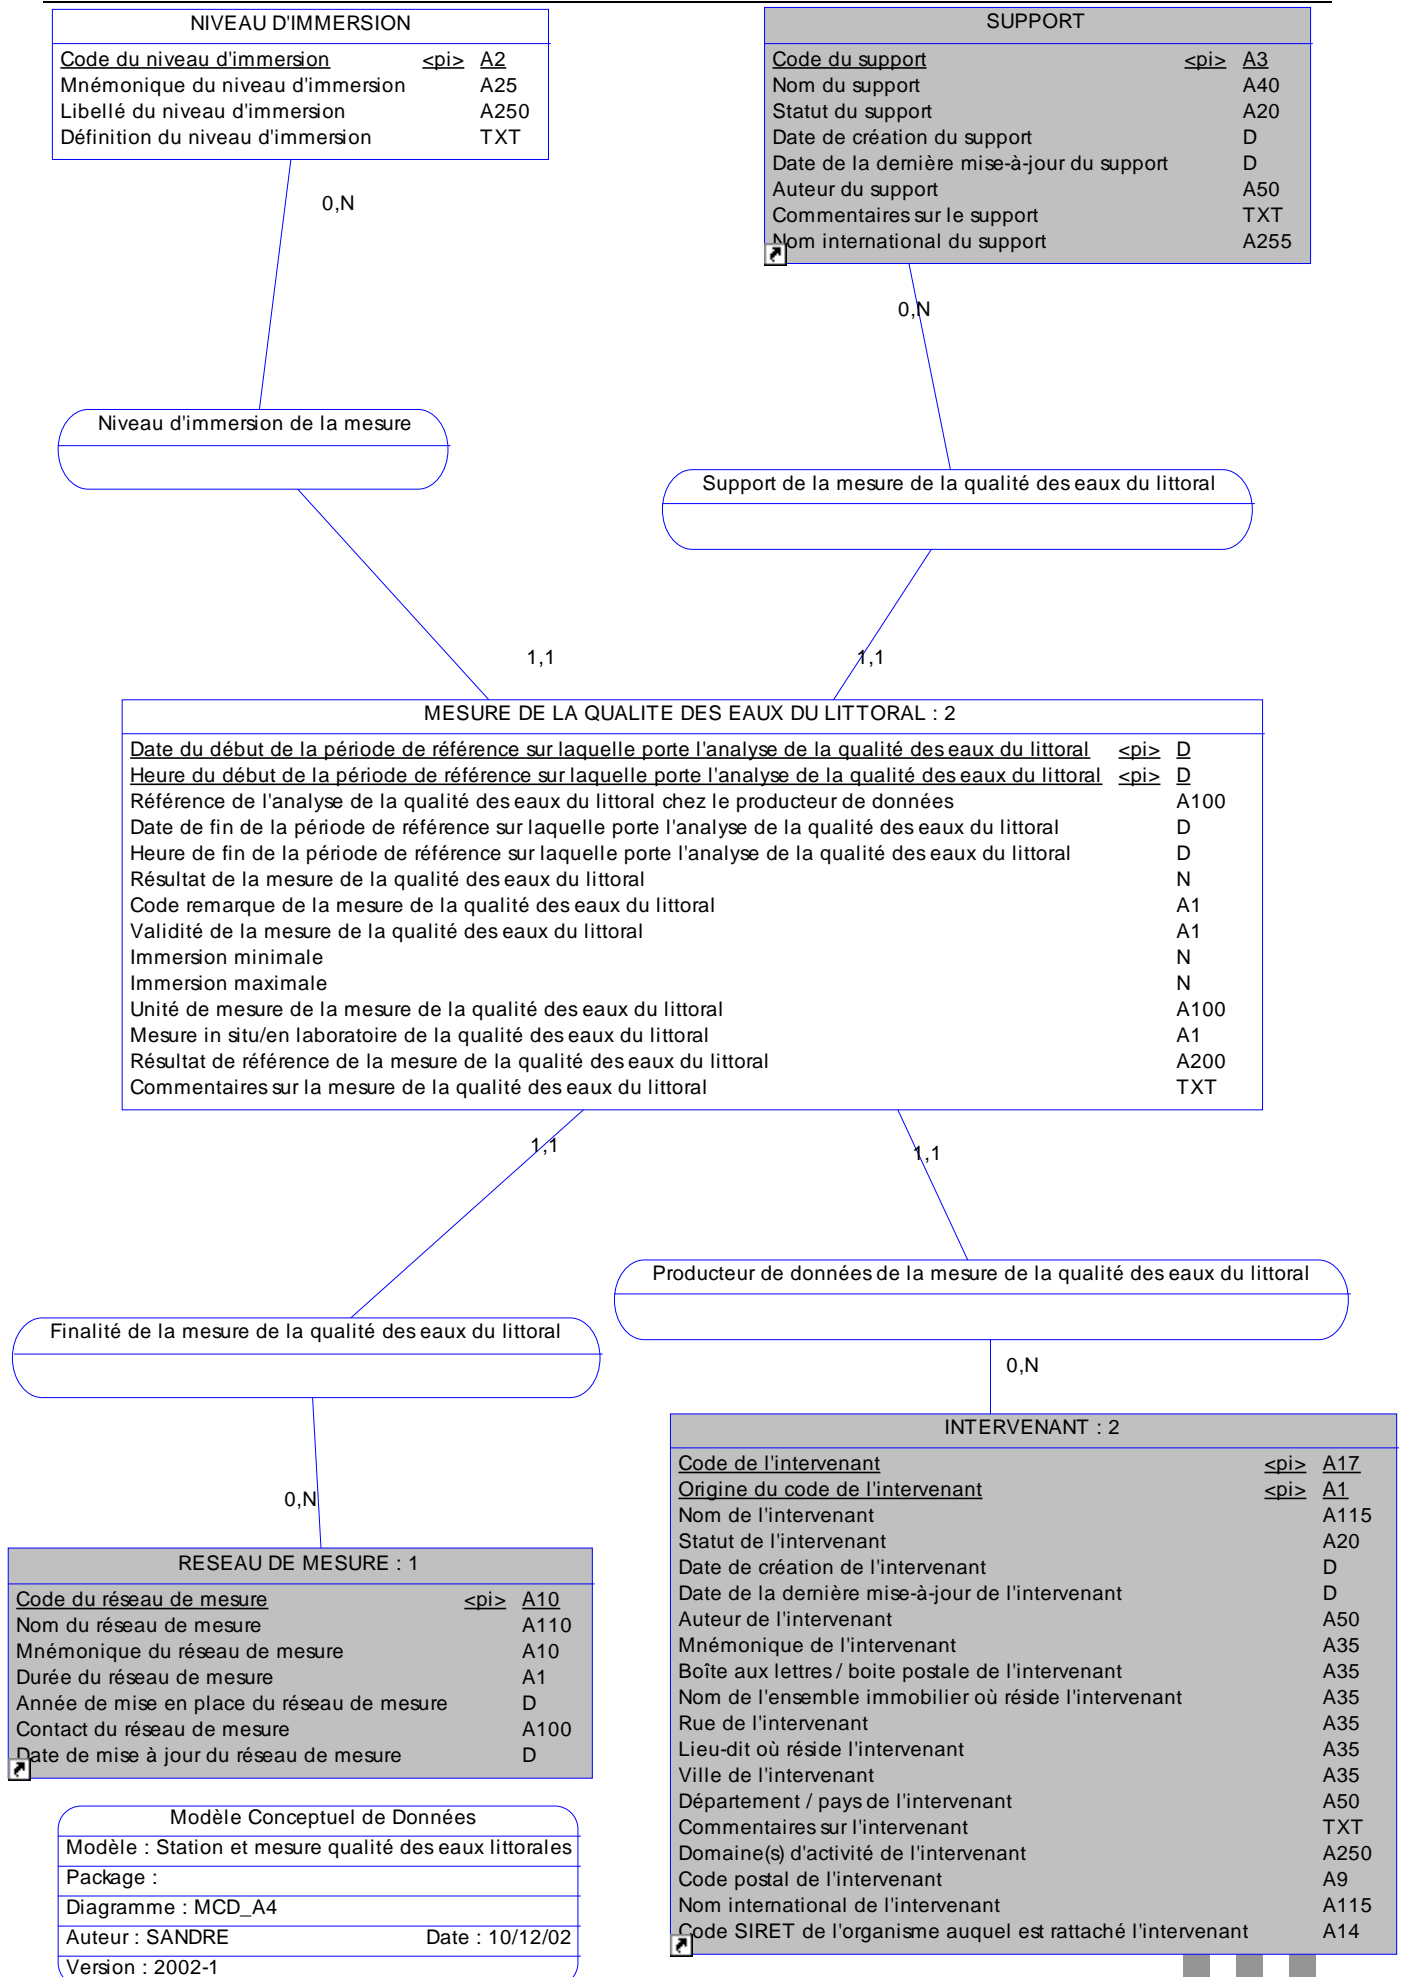 NIVEAU D'IMMERSION
Code du niveau d'immersion <pi> A2
Mnémonique du niveau d'immersion A25
Libellé du niveau d'immersion A250
Définition du niveau d'immersion TXT
SUPPORT
Code du support <pi> A3
Nom du support A40
Statut du support A20
Date de création du support D
Date de la dernière mise-à-jour du support D
Auteur du support A50
Commentaires sur le support TXT
Nom international du support A255
0,N
0,N
Niveau d'immersion de la mesure
Support de la mesure de la qualité des eaux du littoral
1,1
1,1
MESURE DE LA QUALITE DES EAUX DU LITTORAL : 2
Date du début de la période de référence sur laquelle porte l'analyse de la qualité des eaux du littoral <pi> D
Heure du début de la période de référence sur laquelle porte l'analyse de la qualité des eaux du littoral <pi> D
Référence de l'analyse de la qualité des eaux du littoral chez le producteur de données A100
Date de fin de la période de référence sur laquelle porte l'analyse de la qualité des eaux du littoral D
Heure de fin de la période de référence sur laquelle porte l'analyse de la qualité des eaux du littoral D
Résultat de la mesure de la qualité des eaux du littoral N
Code remarque de la mesure de la qualité des eaux du littoral A1
Validité de la mesure de la qualité des eaux du littoral A1
Immersion minimale N
Immersion maximale N
Unité de mesure de la mesure de la qualité des eaux du littoral A100
Mesure in situ/en laboratoire de la qualité des eaux du littoral A1
Résultat de référence de la mesure de la qualité des eaux du littoral A200
Commentaires sur la mesure de la qualité des eaux du littoral TXT
1,1
1,1
Producteur de données de la mesure de la qualité des eaux du littoral
Finalité de la mesure de la qualité des eaux du littoral
0,N
0,N
INTERVENANT : 2
Code de l'intervenant <pi> A17
Origine du code de l'intervenant <pi> A1
Nom de l'intervenant A115
Statut de l'intervenant A20
Date de création de l'intervenant D
Date de la dernière mise-à-jour de l'intervenant D
Auteur de l'intervenant A50
Mnémonique de l'intervenant A35
Boîte aux lettres / boite postale de l'intervenant A35
Nom de l'ensemble immobilier où réside l'intervenant A35
Rue de l'intervenant A35
Lieu-dit où réside l'intervenant A35
Ville de l'intervenant A35
Département / pays de l'intervenant A50
Commentaires sur l'intervenant TXT
Domaine(s) d'activité de l'intervenant A250
Code postal de l'intervenant A9
Nom international de l'intervenant A115
Code SIRET de l'organisme auquel est rattaché l'intervenant A14
RESEAU DE MESURE : 1
Code du réseau de mesure <pi> A10
Nom du réseau de mesure A110
Mnémonique du réseau de mesure A10
Durée du réseau de mesure A1
Année de mise en place du réseau de mesure D
Contact du réseau de mesure A100
Date de mise à jour du réseau de mesure D
Modèle Conceptuel de Données
Modèle : Station et mesure qualité des eaux littorales
Package :
Diagramme : MCD_A4
Auteur : SANDRE Date : 10/12/02
Version : 2002-1